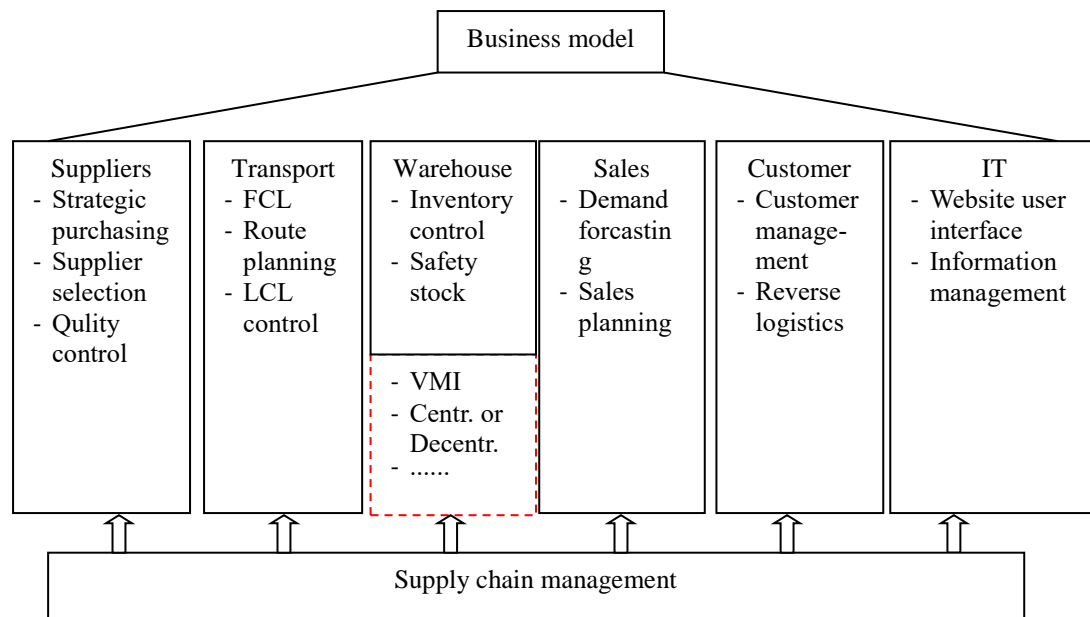 Business model
Suppliers
- Strategic
purchasing
- Supplier
selection
- Qulity
control
Transport
- FCL
- Route
planning
- LCL
control
Warehouse
- Inventory
control
- Safety
stock
- VMI
- Centr. or
Decentr.
- ......
Sales
- Demand
forcastin
g
- Sales
planning
Customer
- Customer
manage-
ment
- Reverse
logistics
IT
- Website user
interface
- Information
management
Supply chain management